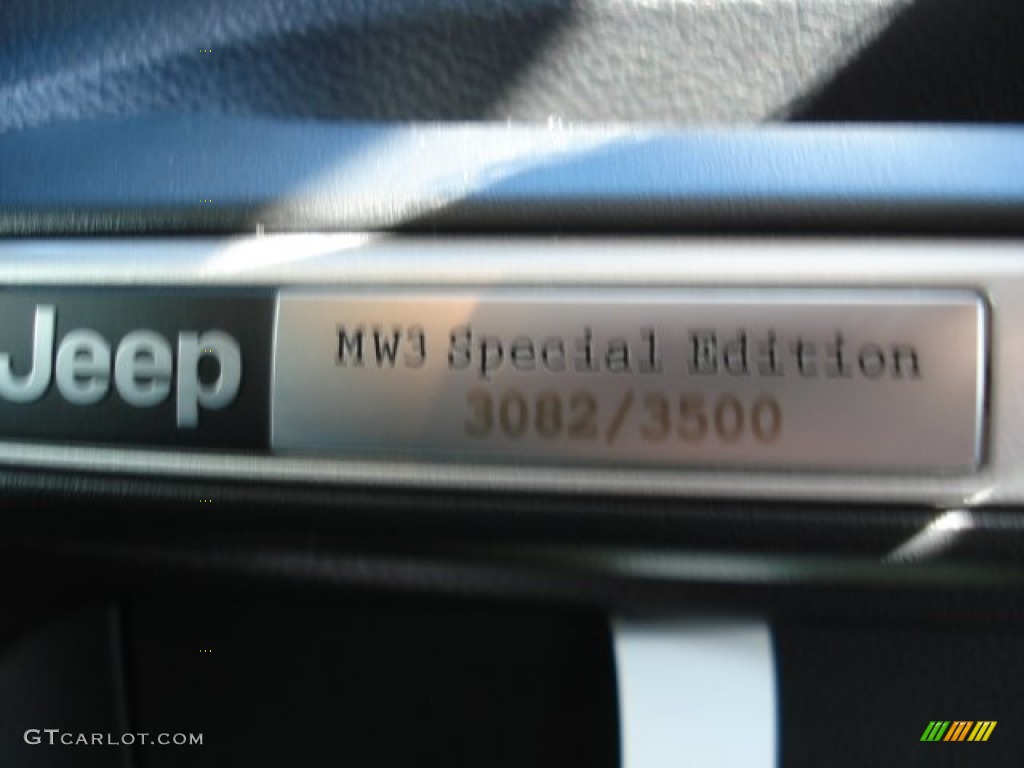 Jeep
MW3 Special Edition
3082/3500
GTCARLOT.COM